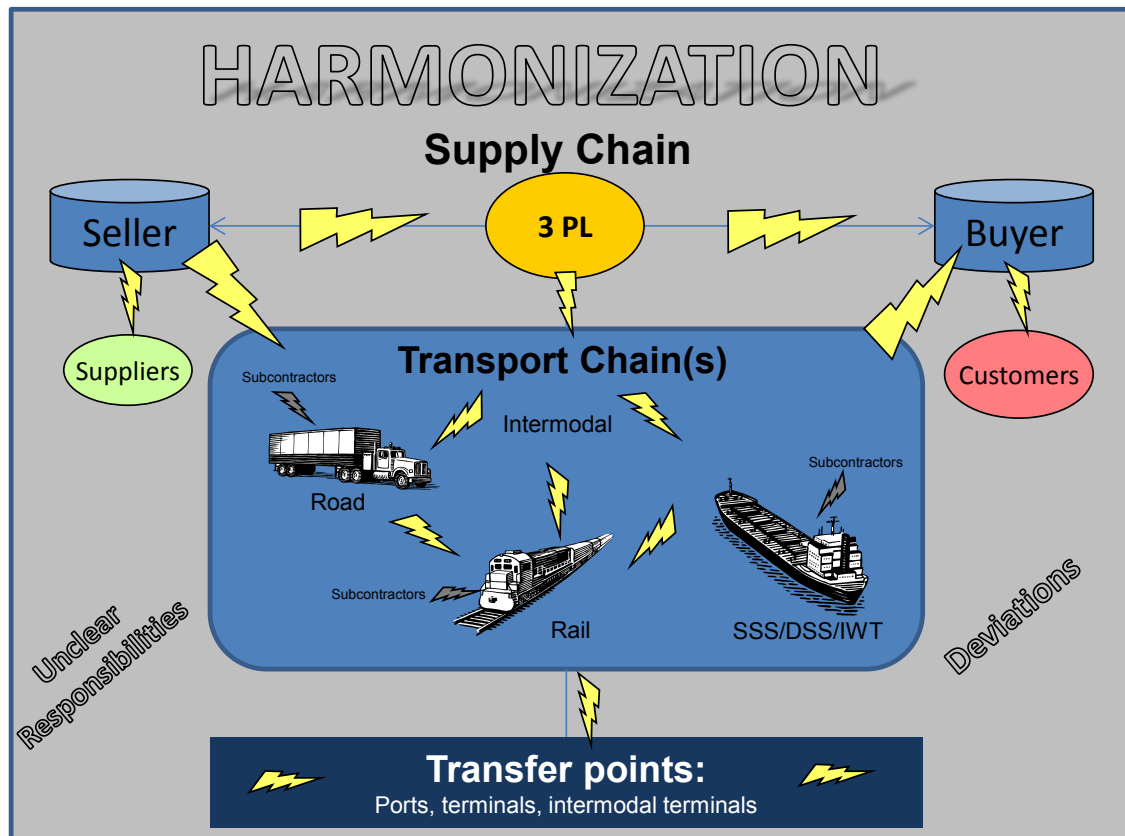 HARMONIZATION
Supply Chain
Seller
3 PL
Buyer
Suppliers
Customers
Transport Chain(s)
Subcontractors
Intermodal
Road
Subcontractors
Subcontractors
Rail
SSS/DSS/IWT
Unclear
Responsibilities
Deviations
Transfer points:
Ports, terminals, intermodal terminals